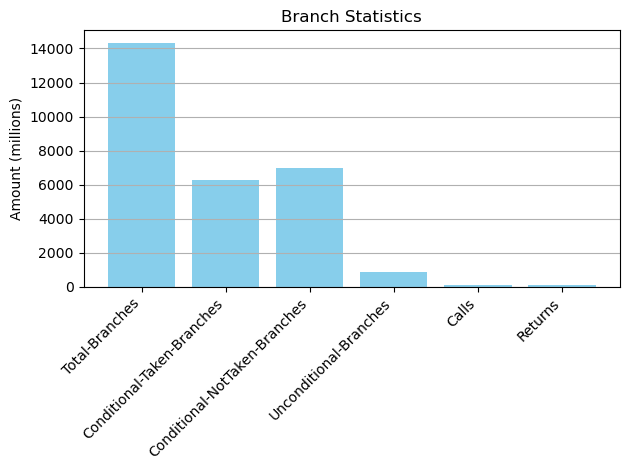 Branch Statistics
Amount (millions)
14000
12000
10000
8000
6000
4000
2000
0
Total-Branches
Conditional-Taken-Branches
Conditional-NotTaken-Branches
Unconditional-Branches
Calls
Returns